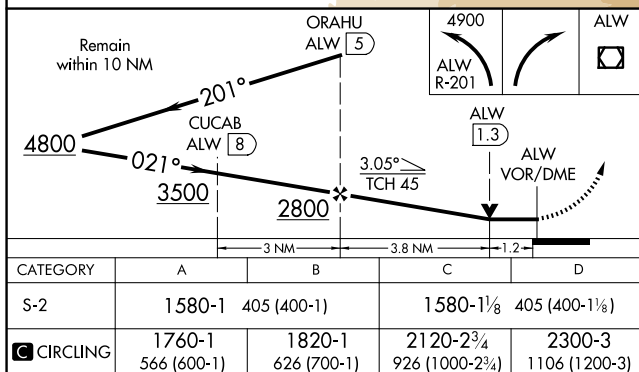 Remain
within 10 NM
ORAHU
ALW 5
4900
ALW
R-201
ALW
201°
CUCAB
ALW 8
4800
021°
3500
2800
3.05°
TCH 45
ALW
1.3
ALW
VOR/DME
3 NM
3.8 NM
1.2
CATEGORY A B C D
S-2 1580-1 405 (400-1) 1580-1⅛ 405 (400-1⅛)
C CIRCLING 1760-1 1820-1 2120-2¾ 2300-3
566 (600-1) 626 (700-1) 926 (1000-2¾) 1106 (1200-3)